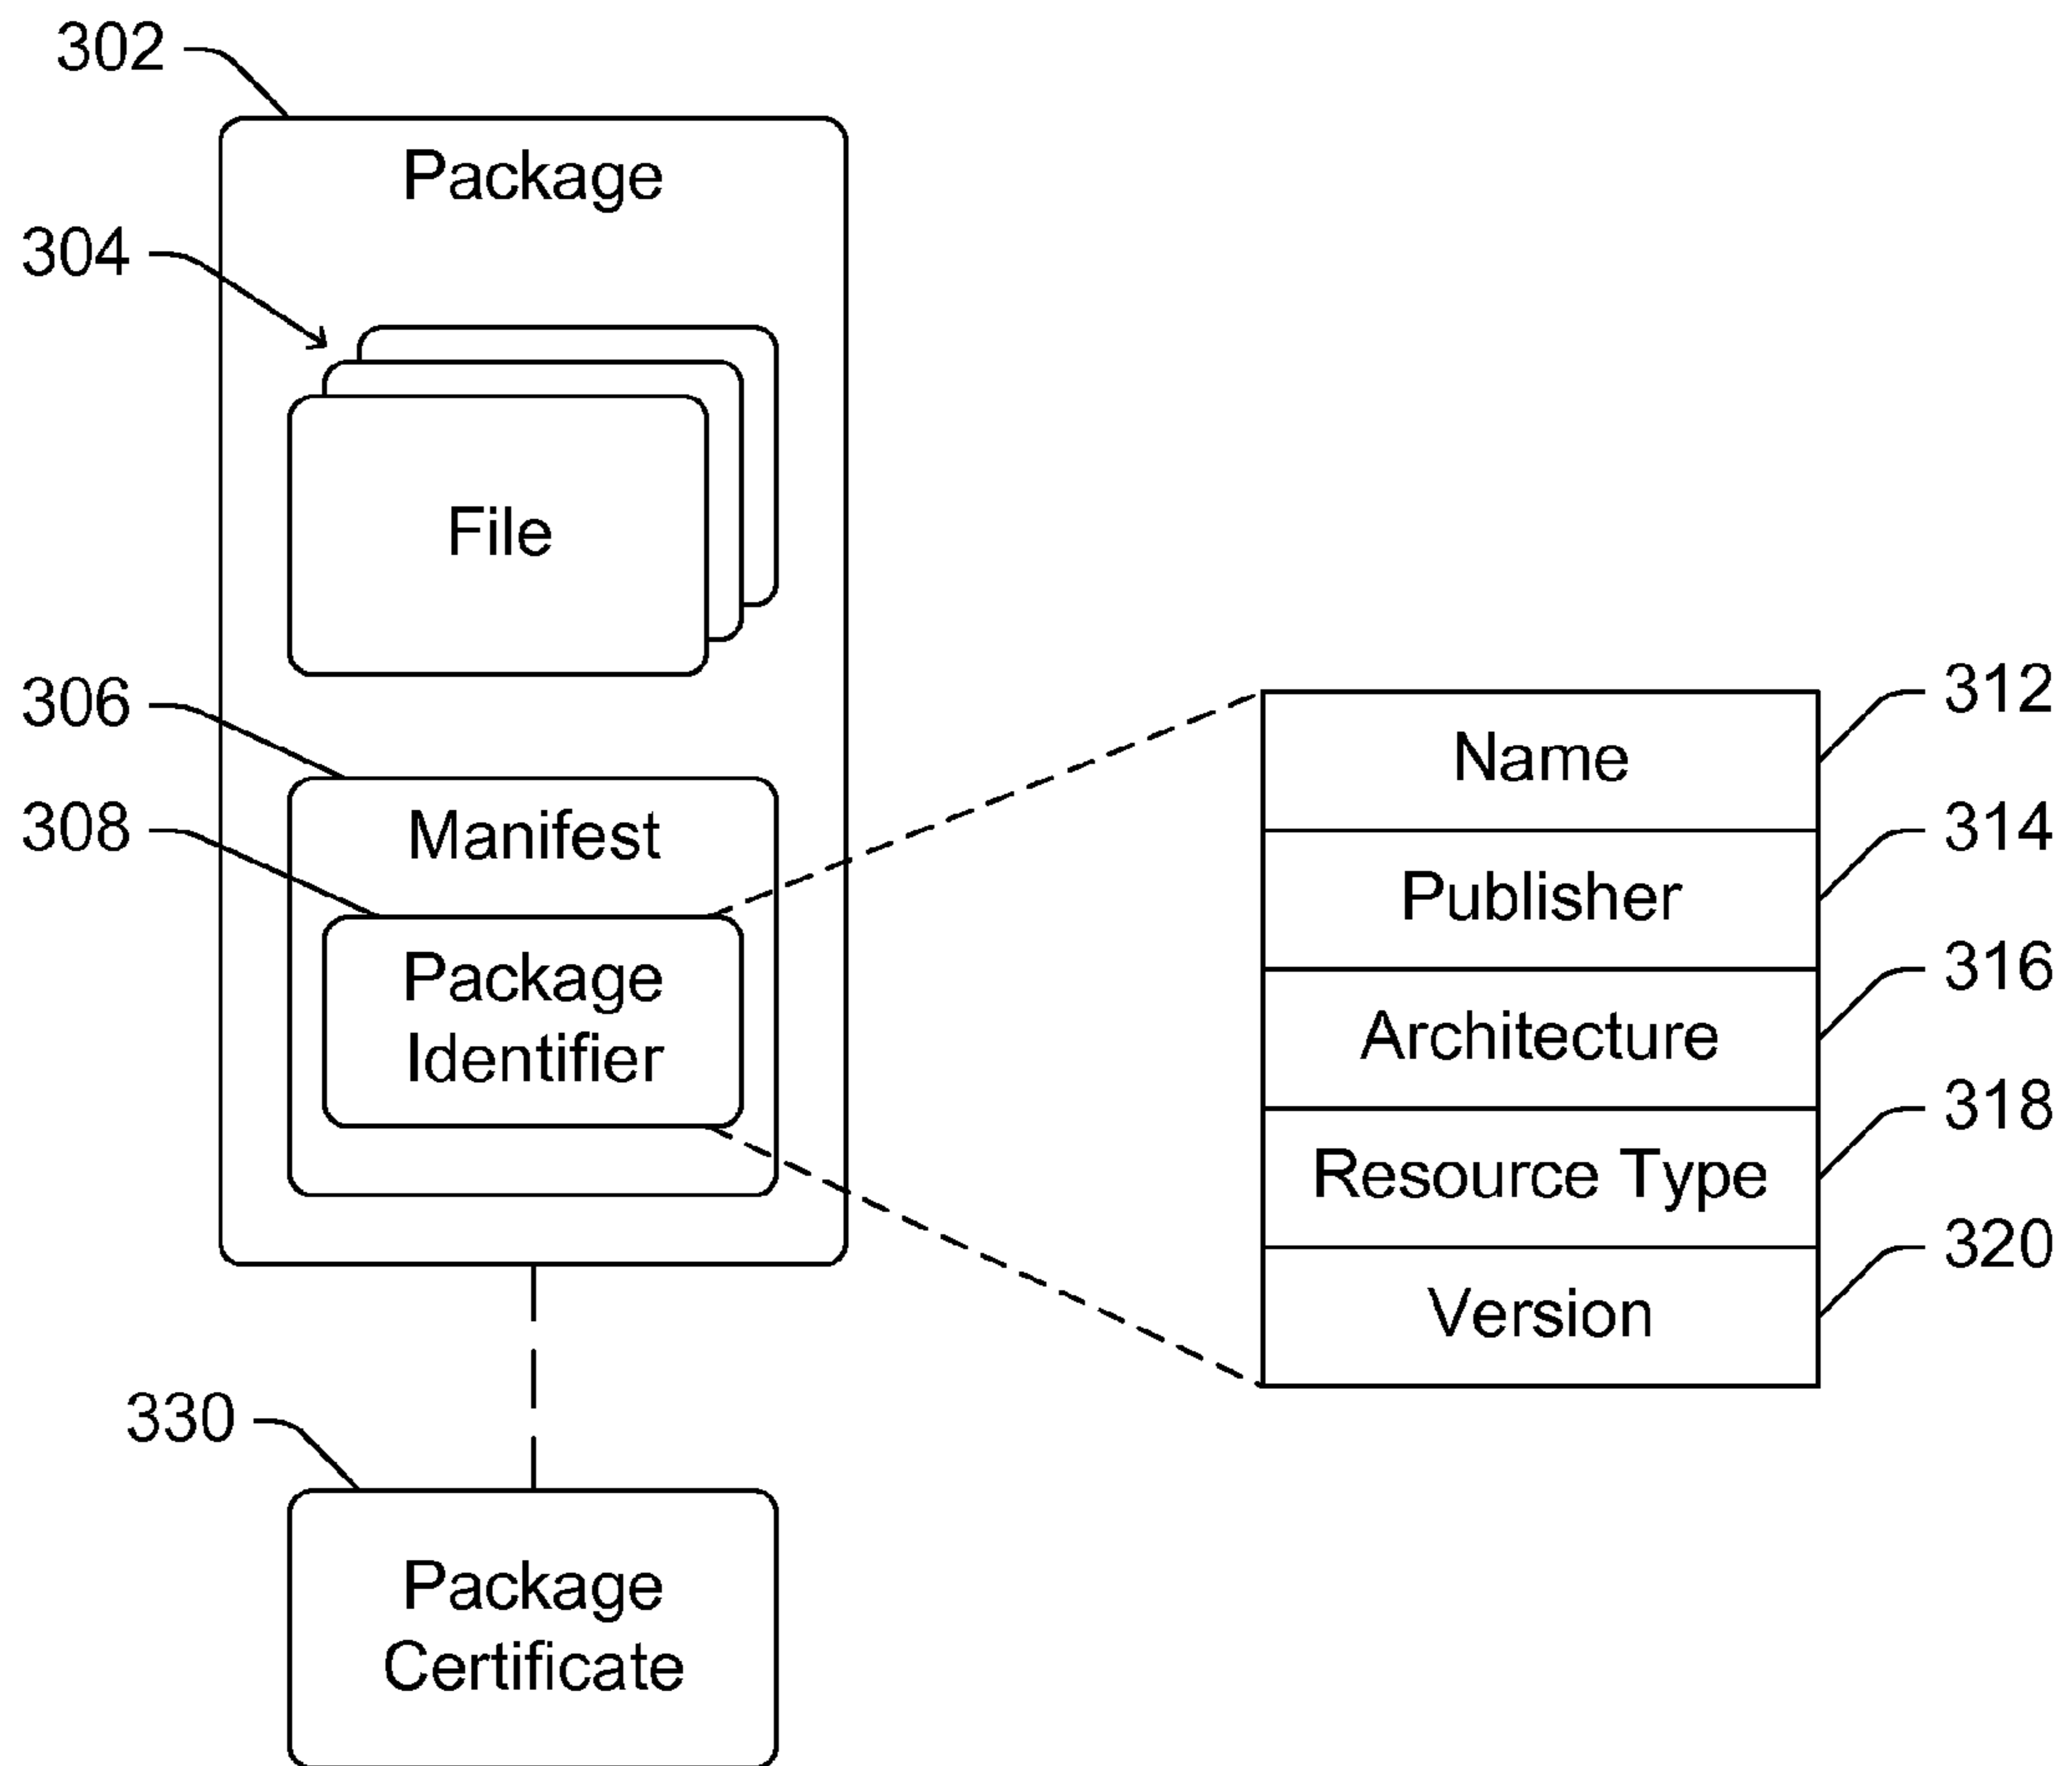 302
Package
304
File
306
308
Manifest
Package
Identifier
312
Name
314
Publisher
316
Architecture
318
Resource Type
320
Version
330
Package
Certificate